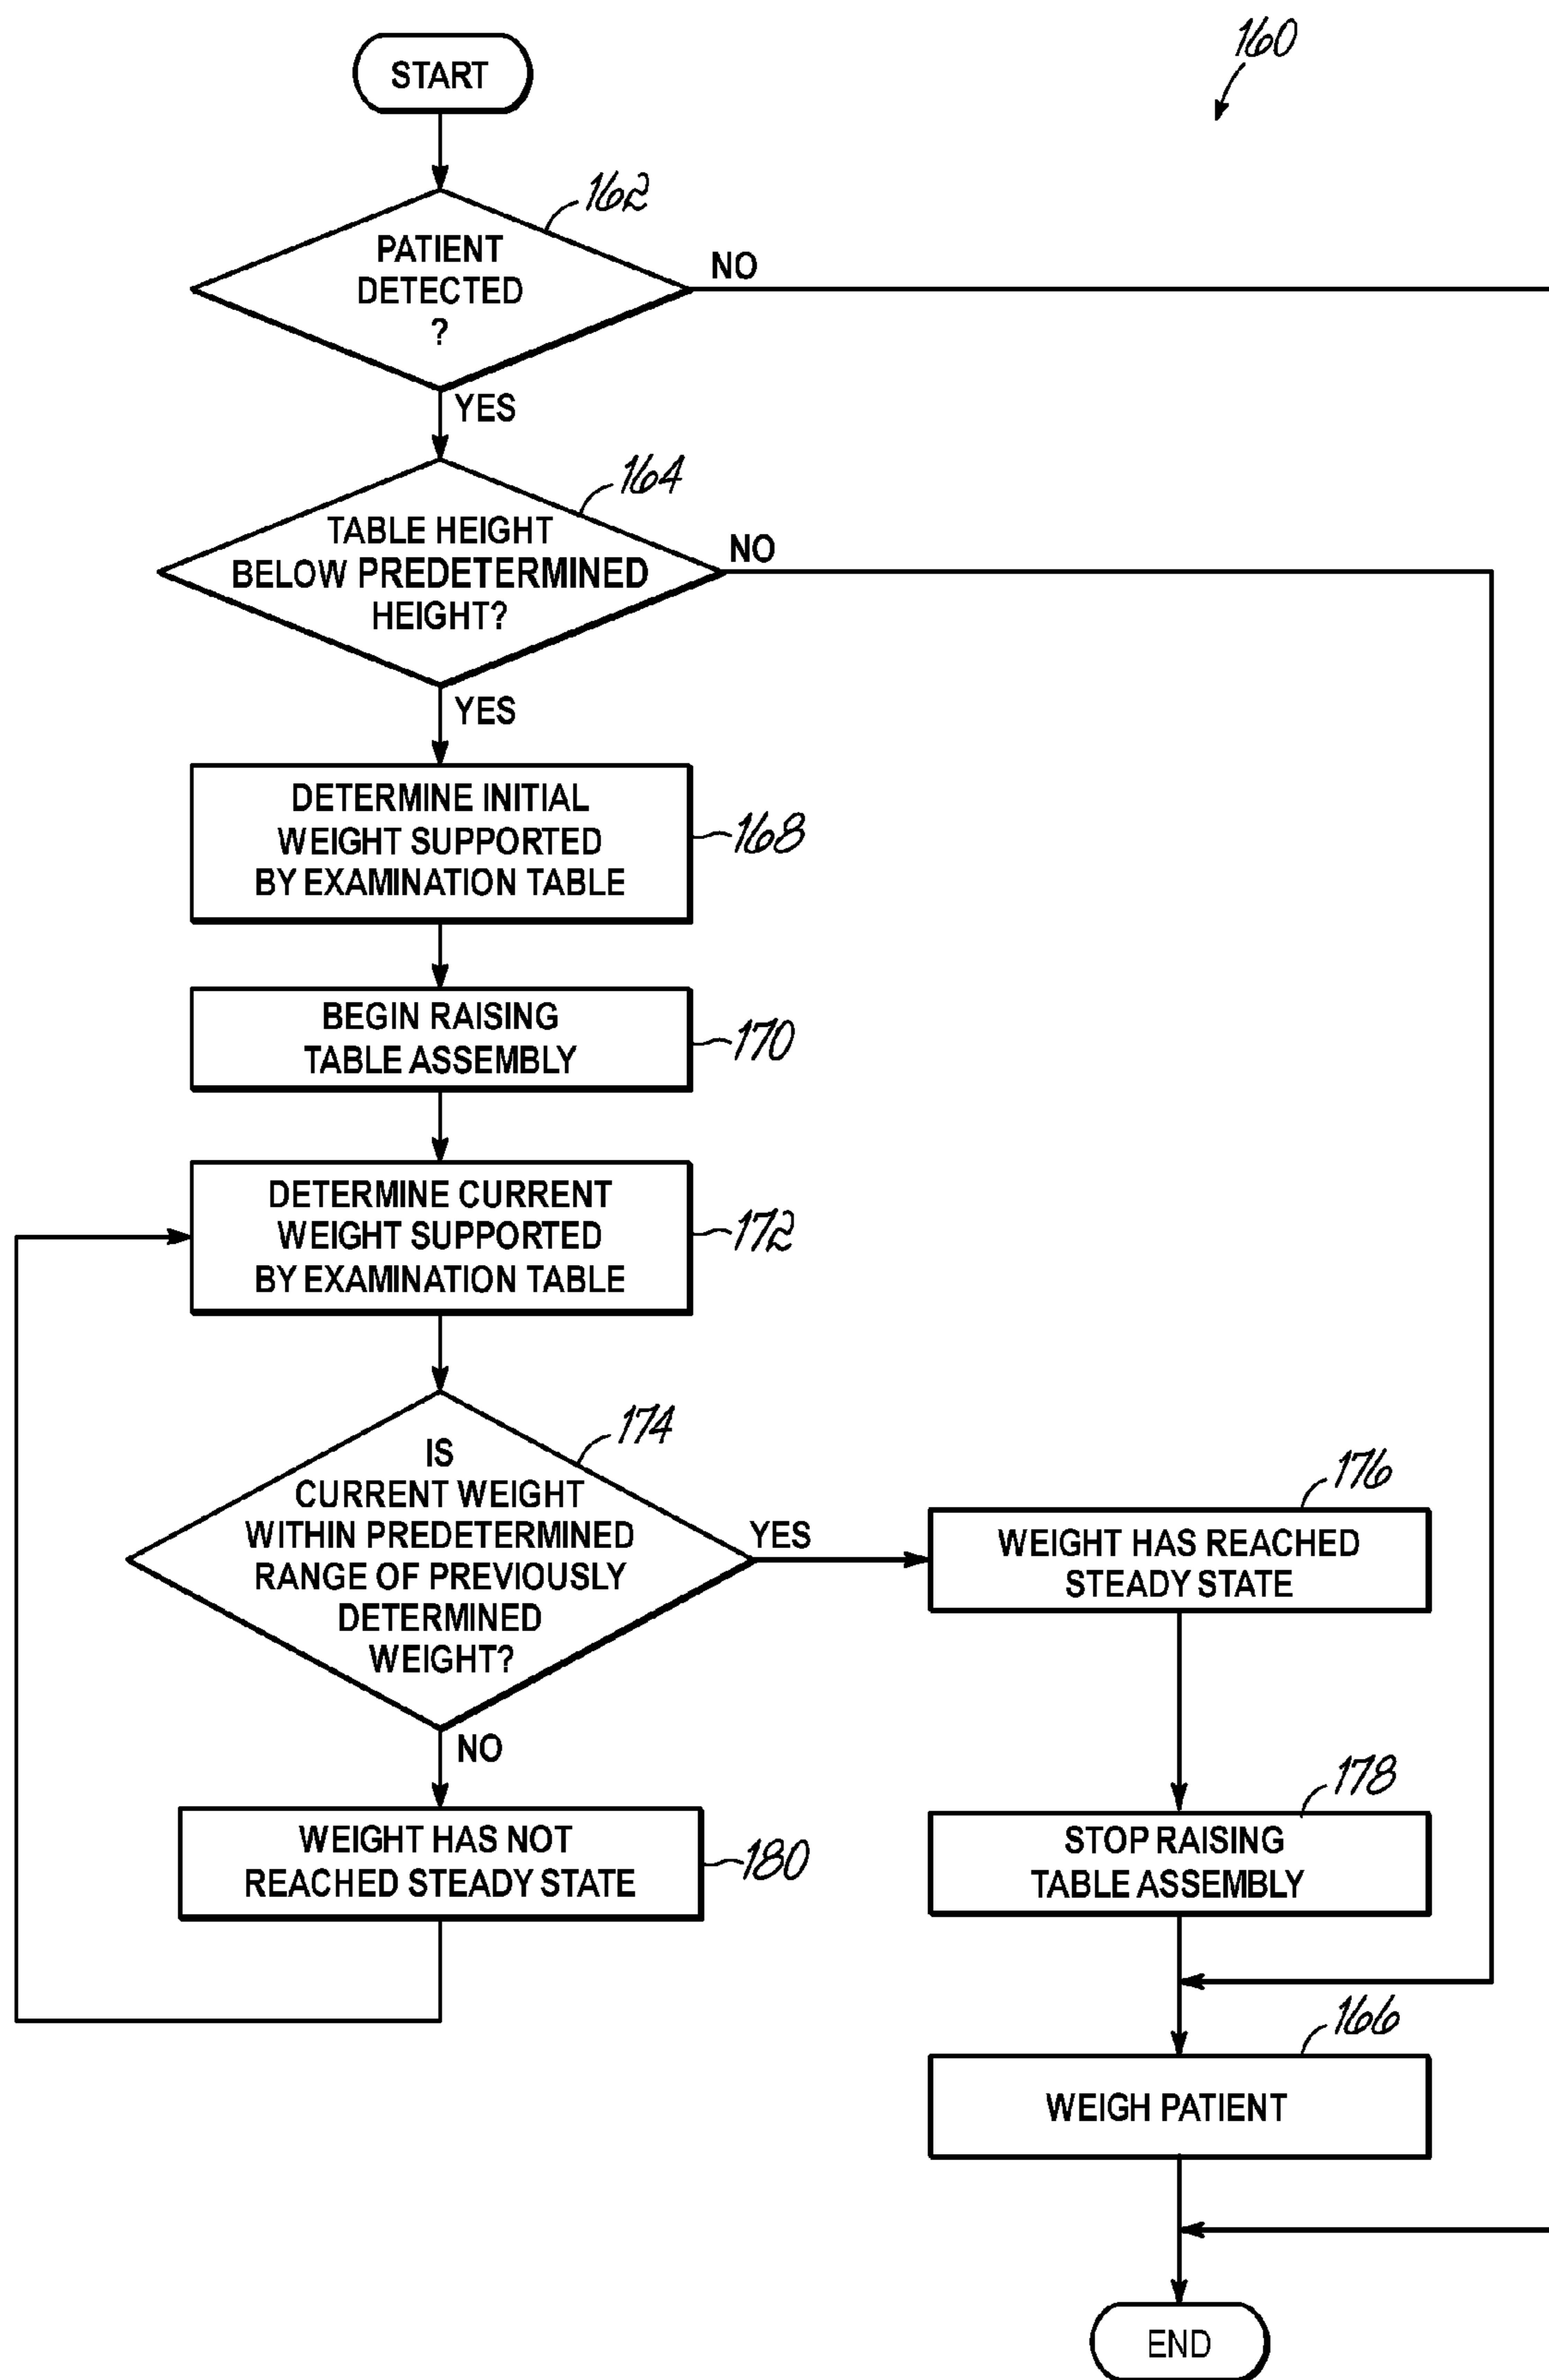 160
START
162
PATIENT
DETECTED
?
NO
YES
164
TABLE HEIGHT
BELOW PREDETERMINED
HEIGHT?
NO
YES
DETERMINE INITIAL
WEIGHT SUPPORTED
BY EXAMINATION TABLE
168
BEGIN RAISING
TABLE ASSEMBLY
170
DETERMINE CURRENT
WEIGHT SUPPORTED
BY EXAMINATION TABLE
172
174
IS
CURRENT WEIGHT
WITHIN PREDETERMINED
RANGE OF PREVIOUSLY
DETERMINED
WEIGHT?
YES
NO
176
WEIGHT HAS REACHED
STEADY STATE
WEIGHT HAS NOT
REACHED STEADY STATE
180
178
STOP RAISING
TABLE ASSEMBLY
166
WEIGH PATIENT
END